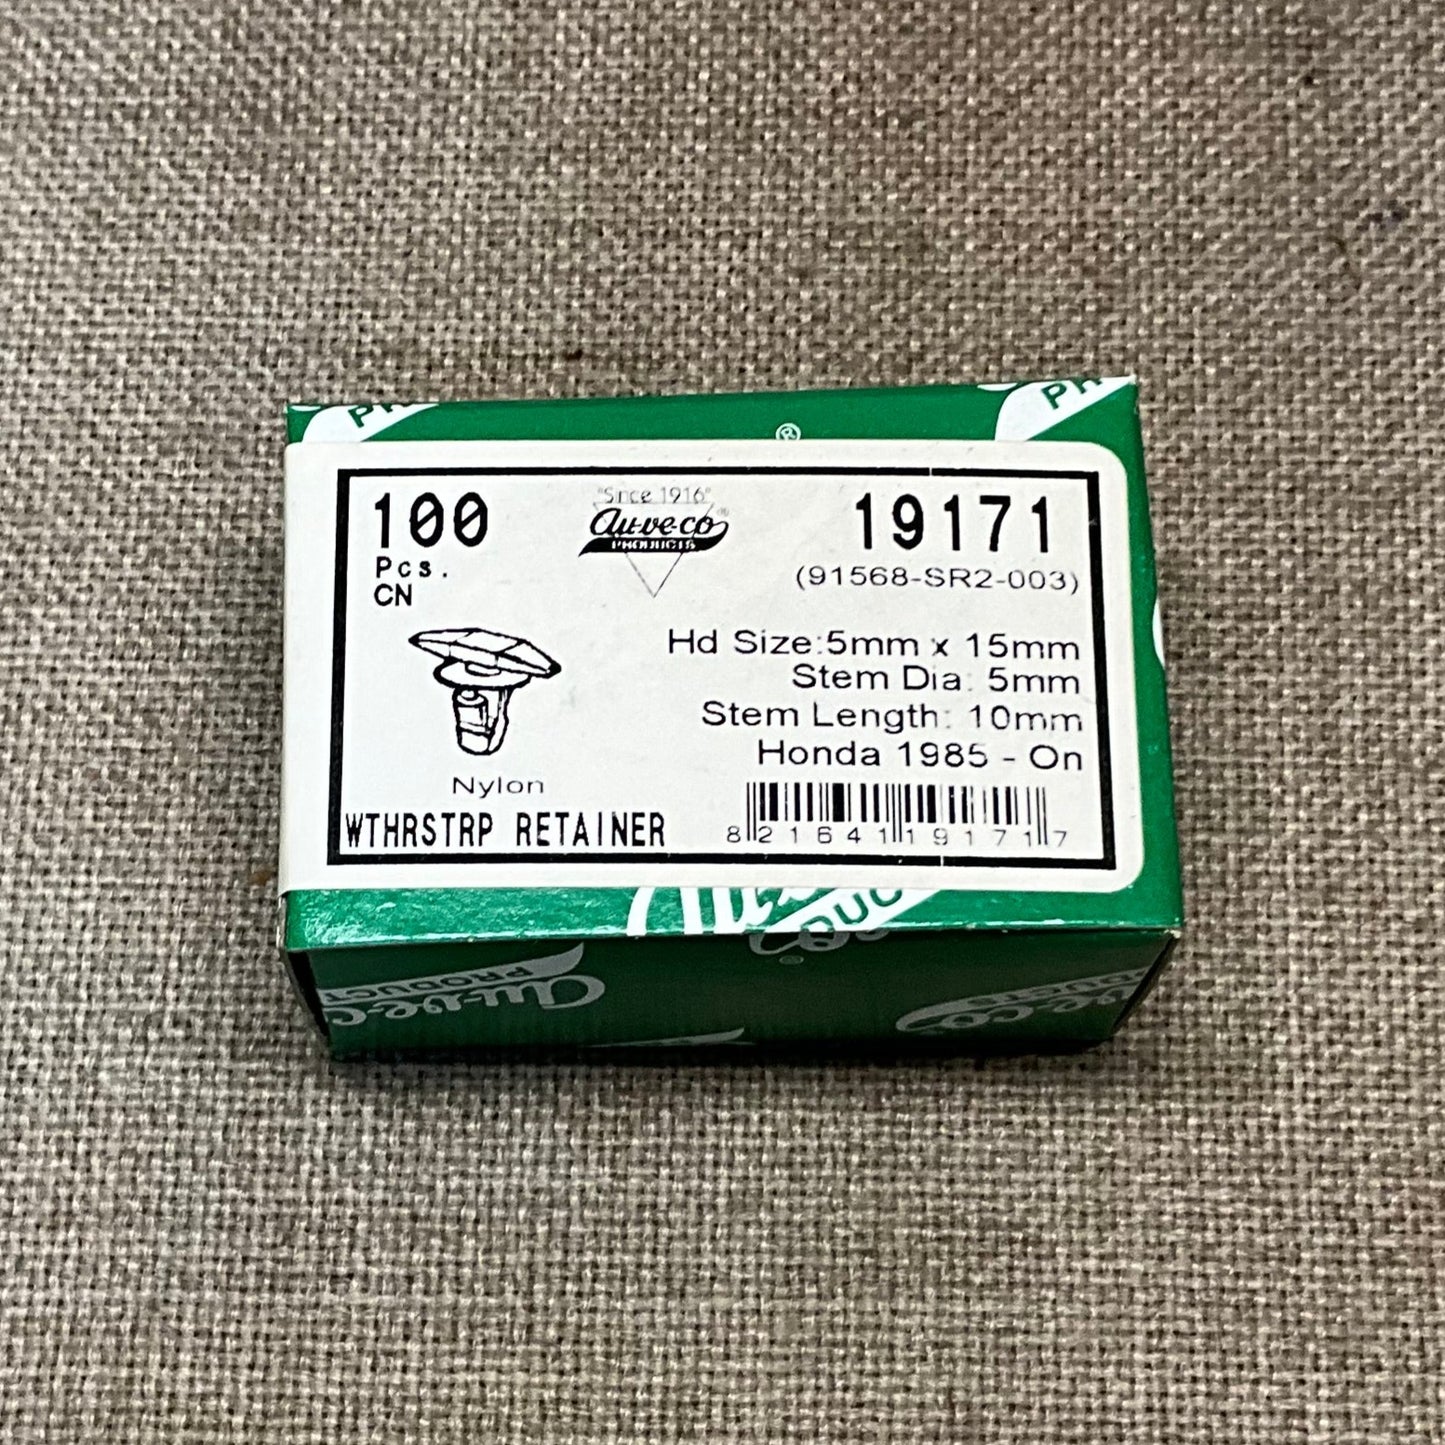 ®
100
Pcs.
CN
"Since 1916"
Au-ve-co®
PRODUCTS
19171
(91568-SR2-003)
Hd Size:5mm x 15mm
Stem Dia: 5mm
Stem Length: 10mm
Honda 1985 - On
Nylon
WTHRSTRP RETAINER
8 21641 19171 7